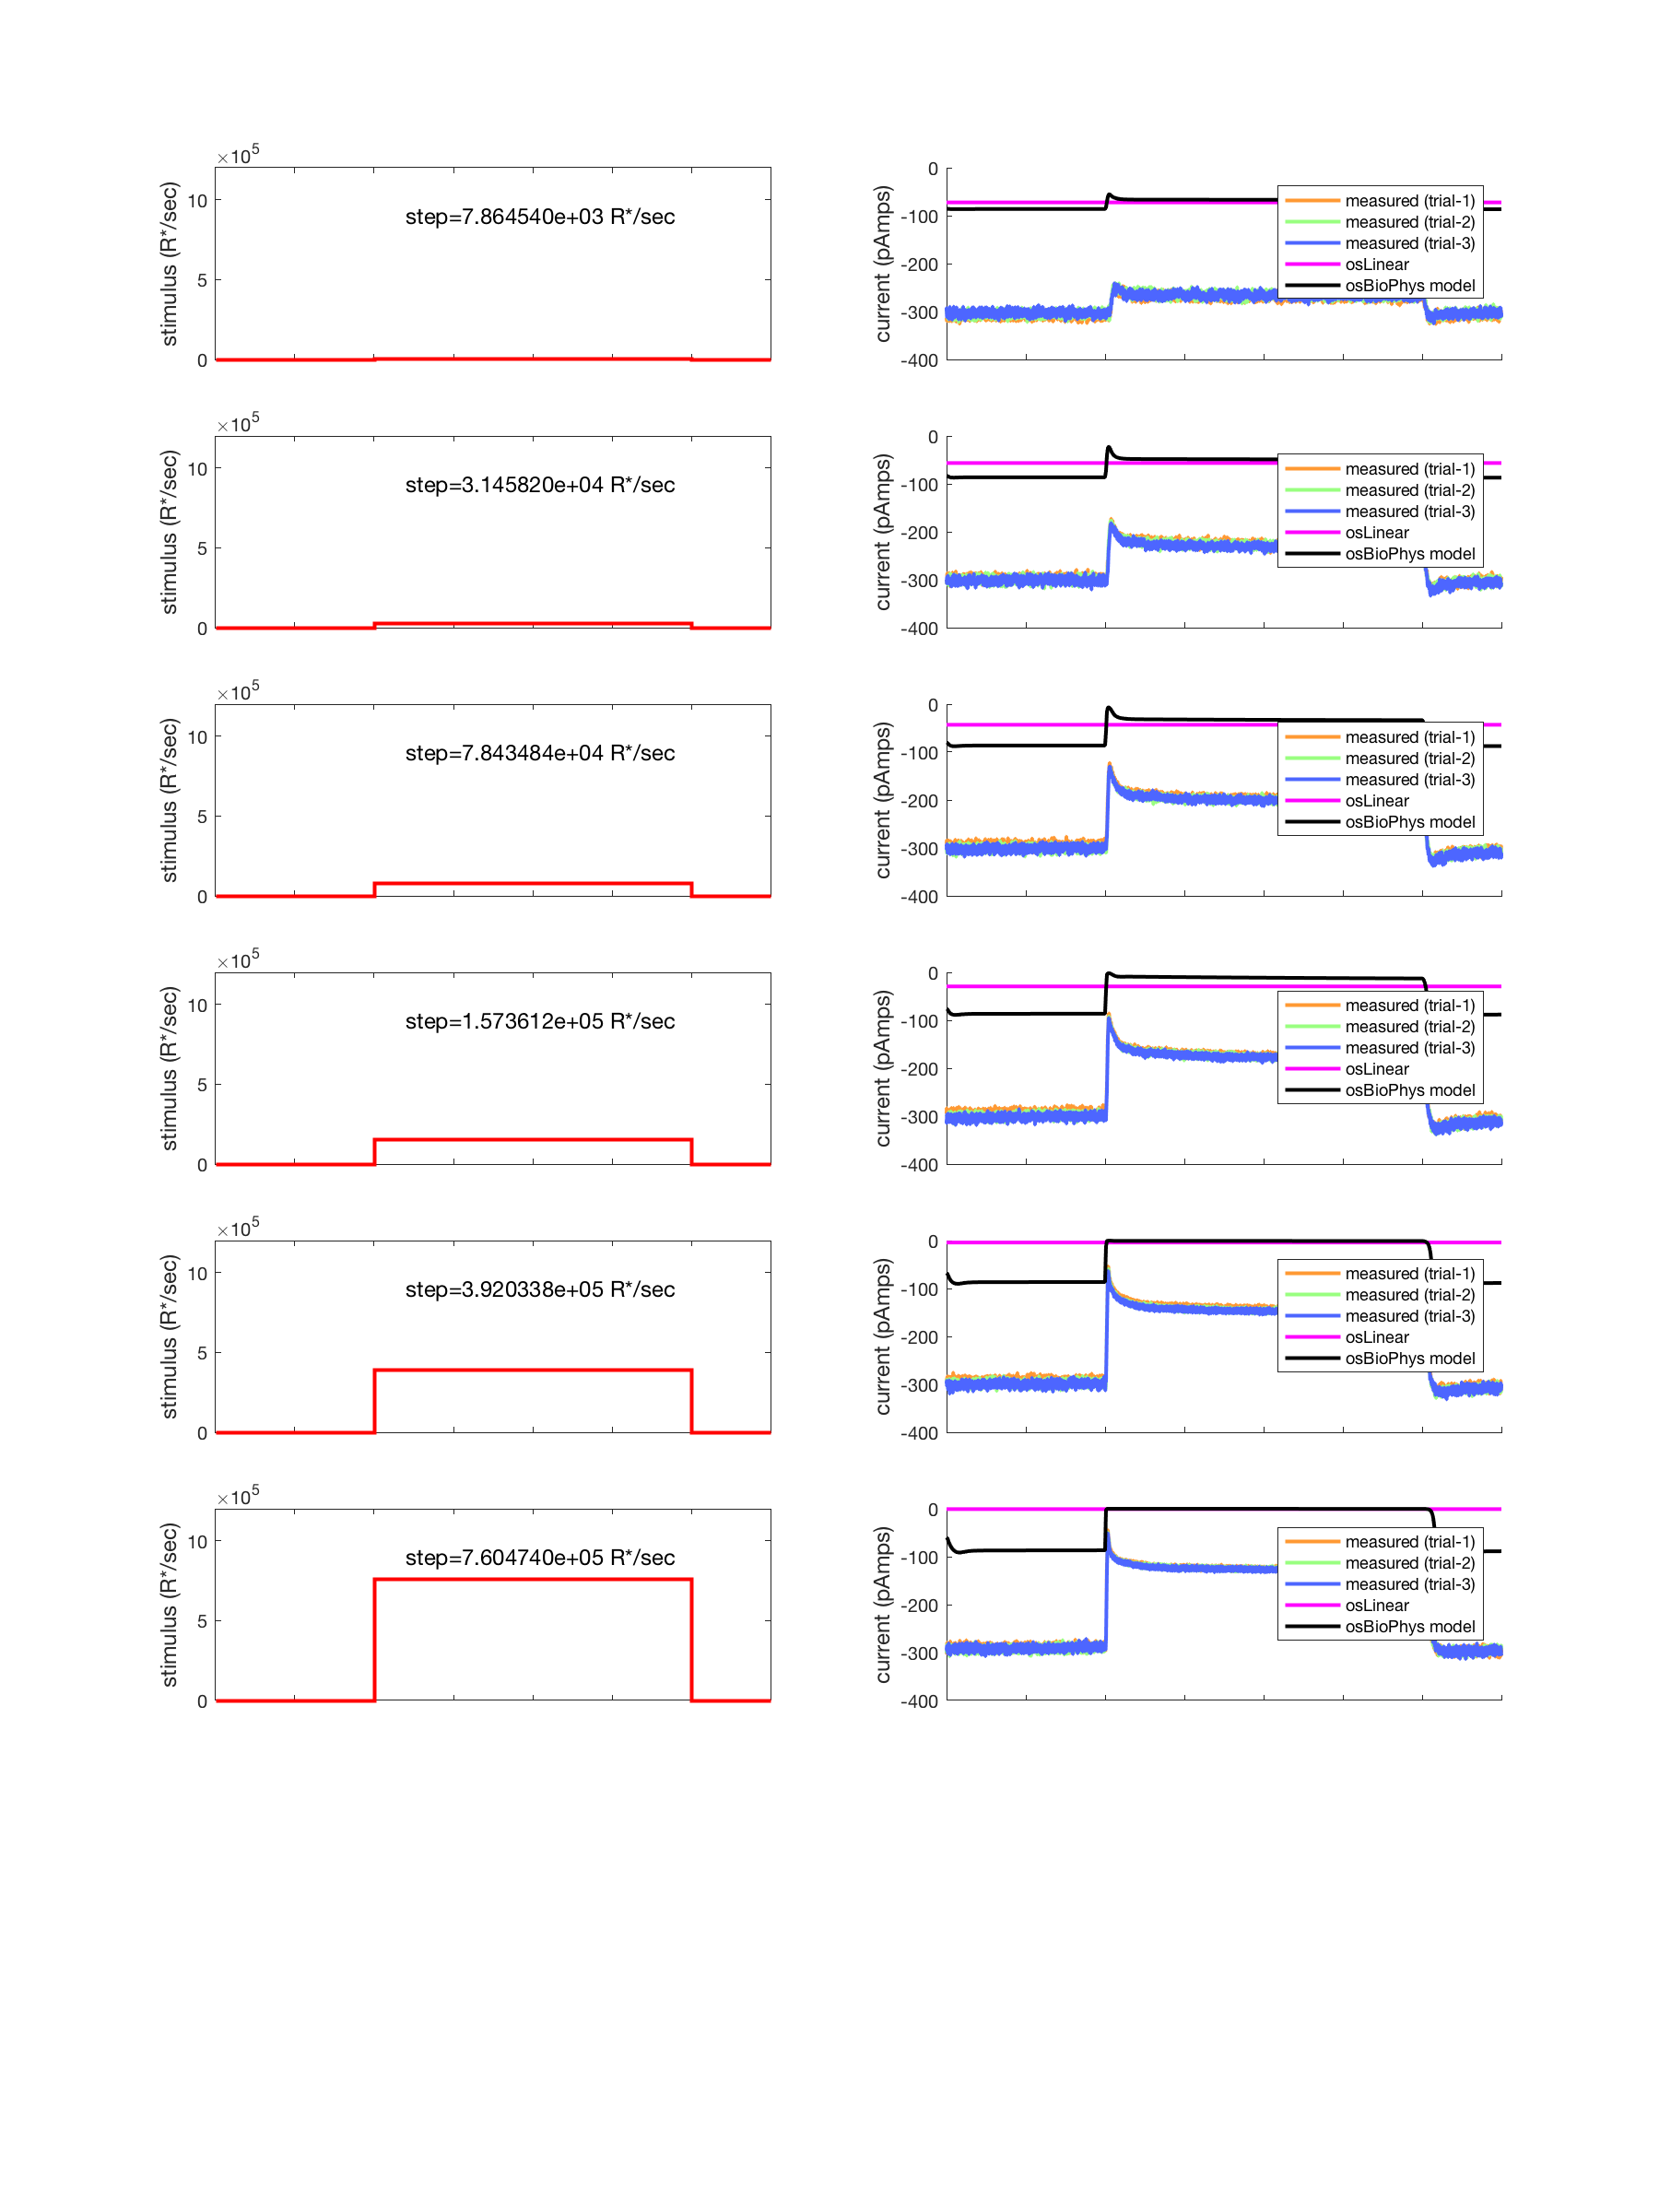 ×10^5
stimulus (R*/sec)
10
5
0
step=7.864540e+03 R*/sec
current (pAmps)
0
-100
-200
-300
-400
measured (trial-1)
measured (trial-2)
measured (trial-3)
osLinear
osBioPhys model
×10^5
stimulus (R*/sec)
10
5
0
step=3.145820e+04 R*/sec
current (pAmps)
0
-100
-200
-300
-400
measured (trial-1)
measured (trial-2)
measured (trial-3)
osLinear
osBioPhys model
×10^5
stimulus (R*/sec)
10
5
0
step=7.843484e+04 R*/sec
current (pAmps)
0
-100
-200
-300
-400
measured (trial-1)
measured (trial-2)
measured (trial-3)
osLinear
osBioPhys model
×10^5
stimulus (R*/sec)
10
5
0
step=1.573612e+05 R*/sec
current (pAmps)
0
-100
-200
-300
-400
measured (trial-1)
measured (trial-2)
measured (trial-3)
osLinear
osBioPhys model
×10^5
stimulus (R*/sec)
10
5
0
step=3.920338e+05 R*/sec
current (pAmps)
0
-100
-200
-300
-400
measured (trial-1)
measured (trial-2)
measured (trial-3)
osLinear
osBioPhys model
×10^5
stimulus (R*/sec)
10
5
0
step=7.604740e+05 R*/sec
current (pAmps)
0
-100
-200
-300
-400
measured (trial-1)
measured (trial-2)
measured (trial-3)
osLinear
osBioPhys model